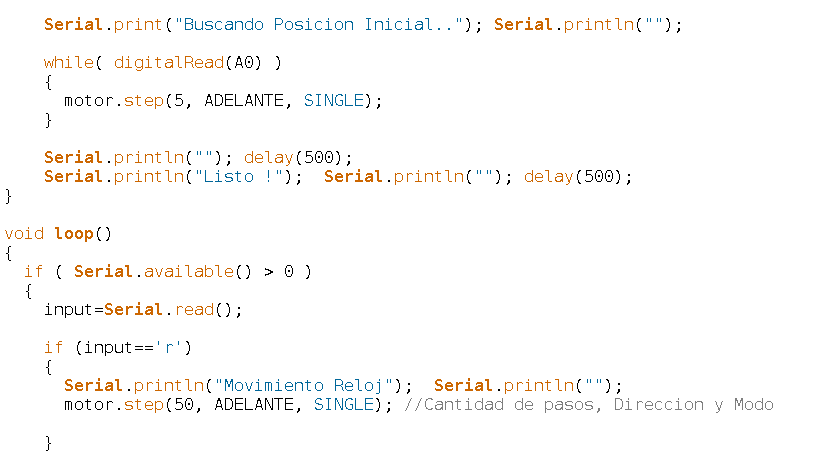 Serial.print("Buscando Posicion Inicial.."); Serial.println("");
while( digitalRead(A0) )
{
motor.step(5, ADELANTE, SINGLE);
}
Serial.println(""); delay(500);
Serial.println("Listo !");  Serial.println(""); delay(500);
}
void loop()
{
if ( Serial.available() > 0 )
{
input=Serial.read();
if (input=='r')
{
Serial.println("Movimiento Reloj");  Serial.println("");
motor.step(50, ADELANTE, SINGLE); //Cantidad de pasos, Direccion y Modo
}